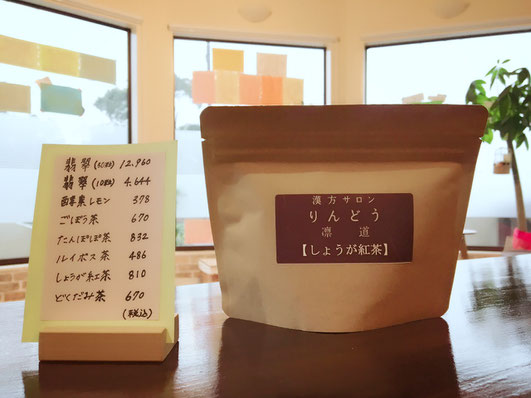 翡翠(30包) 12,960
翡翠(10包) 4,644
酵素レモン 378
ごぼう茶 670
たんぽぽ茶 832
ルイボス茶 486
しょうが紅茶 810
どくだみ茶 670
(税込)
漢方サロン
りんどう
凛道
【しょうが紅茶】